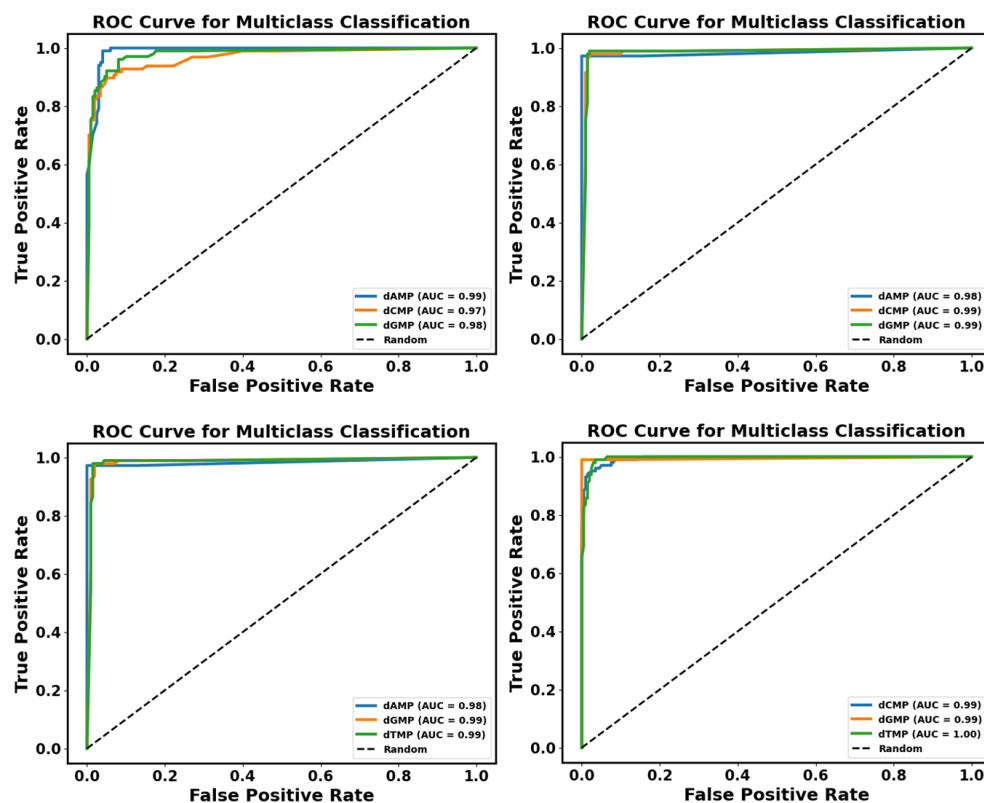 ROC Curve for Multiclass Classification
True Positive Rate
1.0
0.8
0.6
0.4
0.2
0.0
dAMP (AUC = 0.99)
dCMP (AUC = 0.97)
dGMP (AUC = 0.98)
Random
0.0 0.2 0.4 0.6 0.8 1.0
False Positive Rate
ROC Curve for Multiclass Classification
True Positive Rate
1.0
0.8
0.6
0.4
0.2
0.0
dAMP (AUC = 0.98)
dCMP (AUC = 0.99)
dGMP (AUC = 0.99)
Random
0.0 0.2 0.4 0.6 0.8 1.0
False Positive Rate
ROC Curve for Multiclass Classification
True Positive Rate
1.0
0.8
0.6
0.4
0.2
0.0
dAMP (AUC = 0.98)
dGMP (AUC = 0.99)
dTMP (AUC = 0.99)
Random
0.0 0.2 0.4 0.6 0.8 1.0
False Positive Rate
ROC Curve for Multiclass Classification
True Positive Rate
1.0
0.8
0.6
0.4
0.2
0.0
dCMP (AUC = 0.99)
dGMP (AUC = 0.99)
dTMP (AUC = 1.00)
Random
0.0 0.2 0.4 0.6 0.8 1.0
False Positive Rate